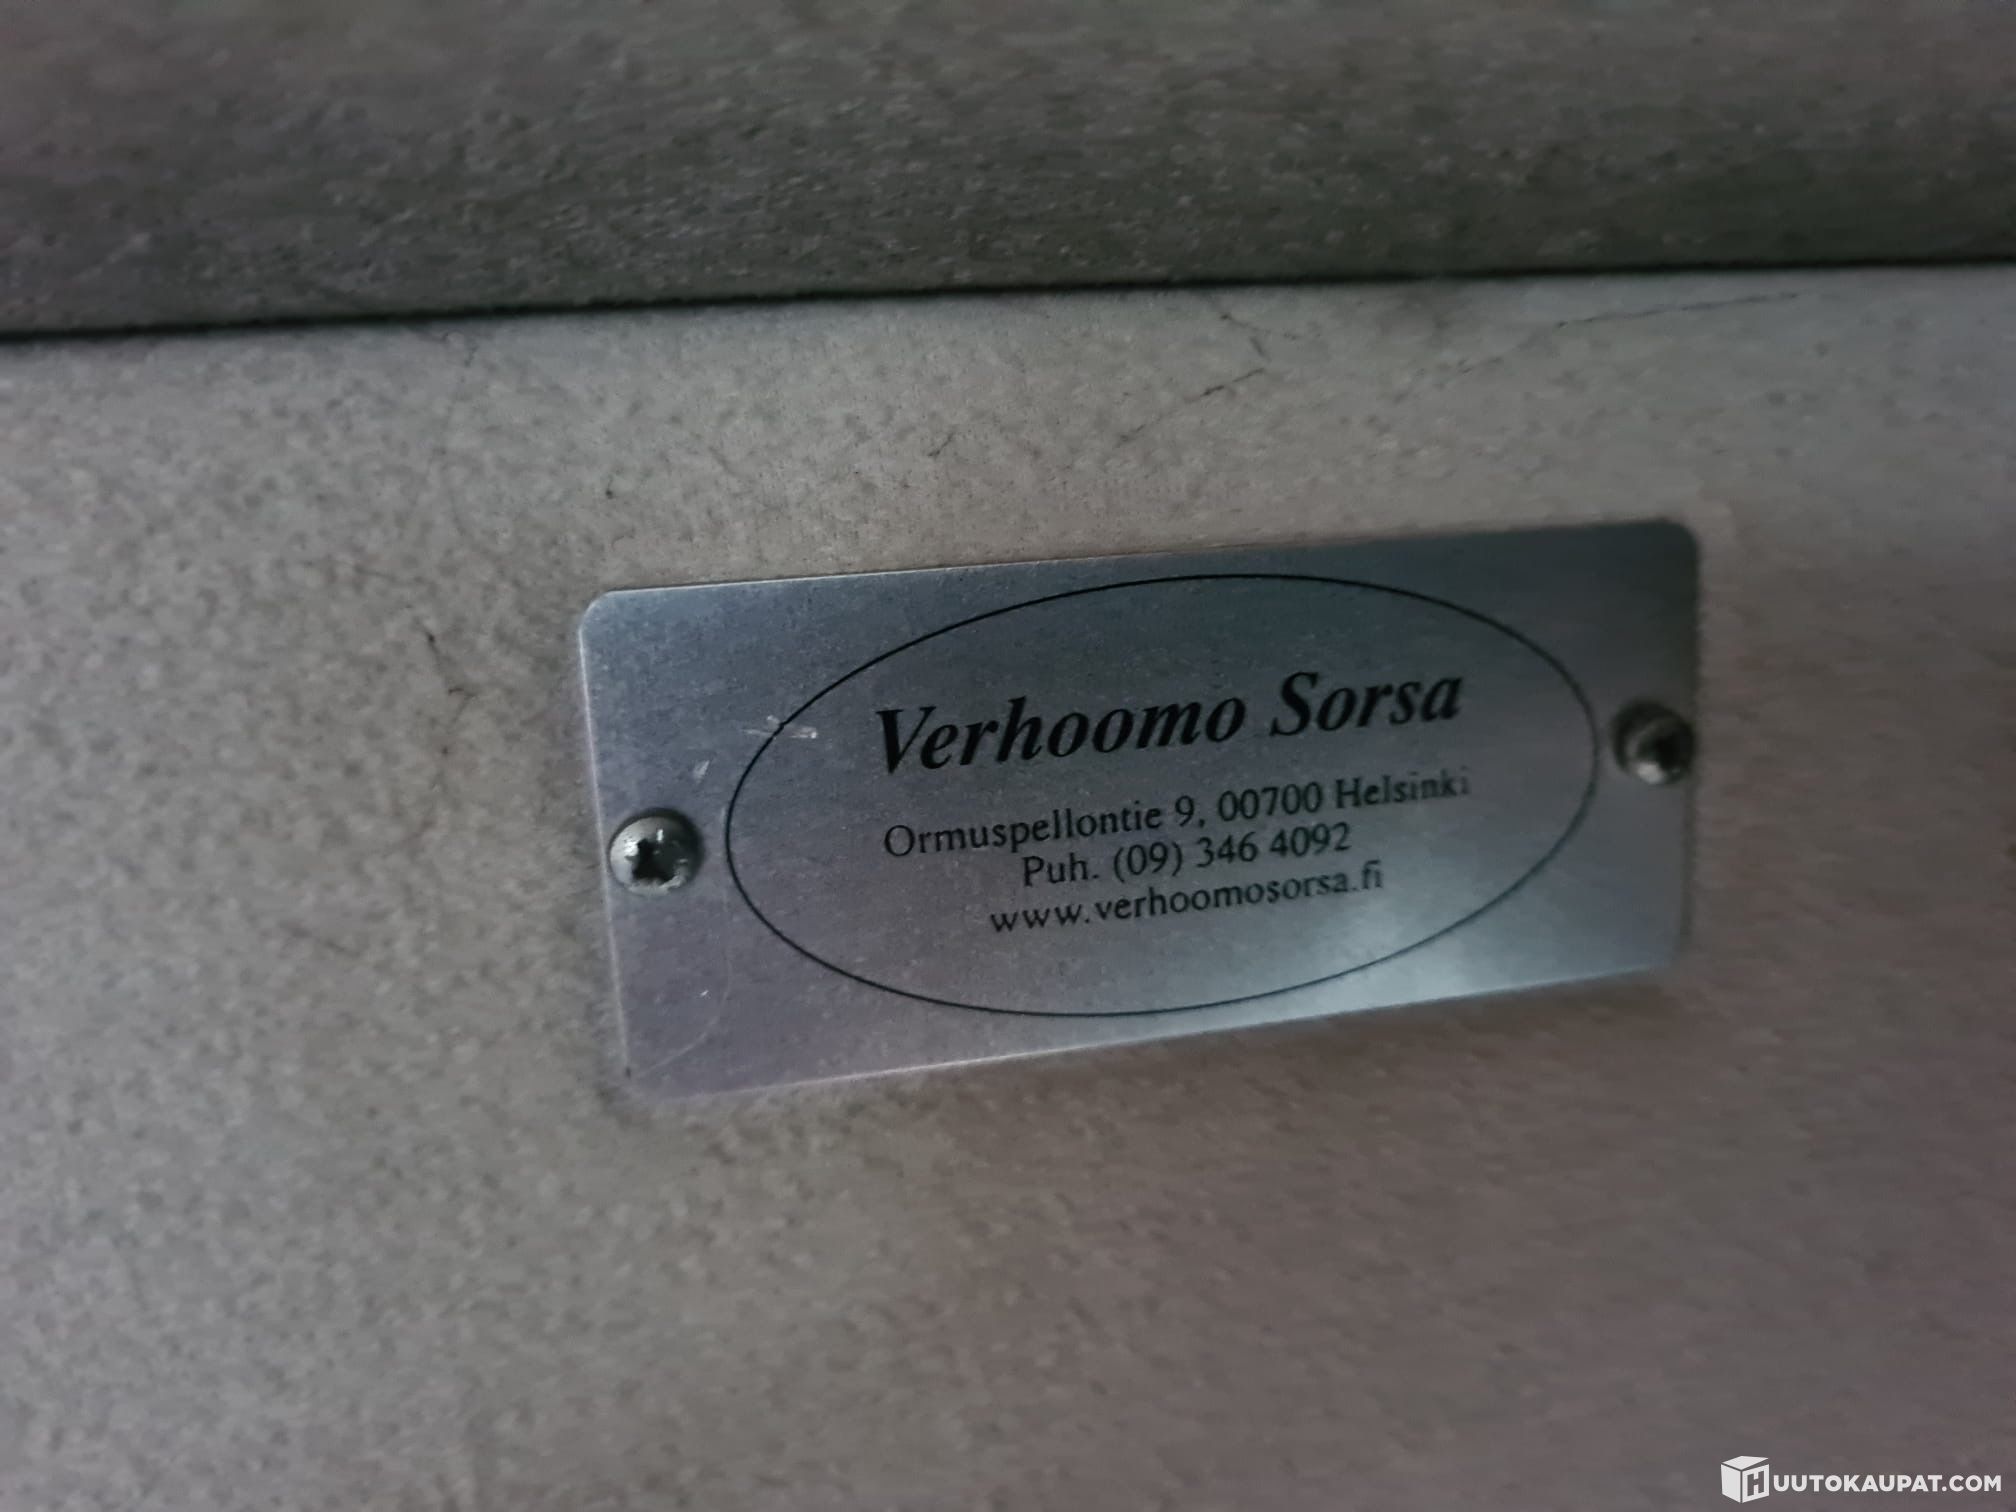 Verhoomo Sorsa
Ormuspellontie 9, 00700 Helsinki
Puh. (09) 346 4092
www.verhoomosorsa.fi
HUUTOKAUPAT.COM